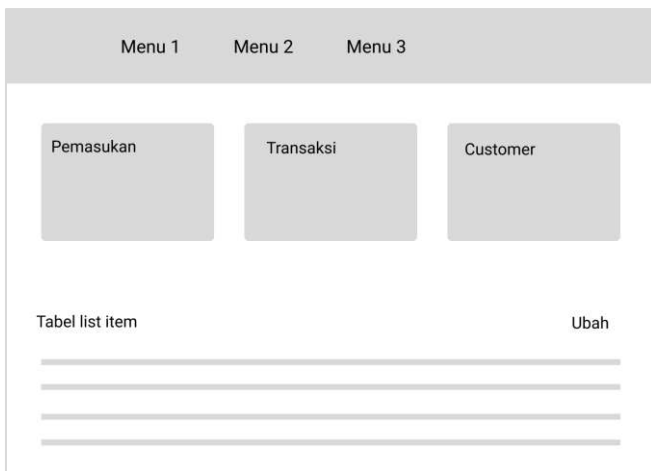 Menu 1 Menu 2 Menu 3
Pemasukan
Transaksi
Customer
Tabel list item
Ubah